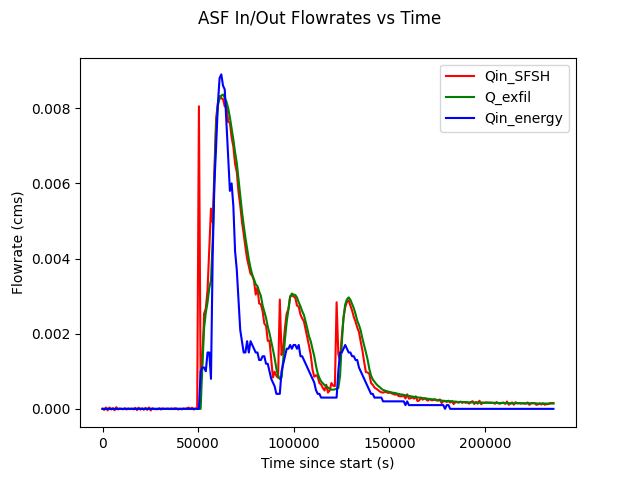 ASF In/Out Flowrates vs Time
Qin_SFSH
Q_exfil
Qin_energy
Flowrate (cms)
0.008
0.006
0.004
0.002
0.000
0 50000 100000 150000 200000
Time since start (s)